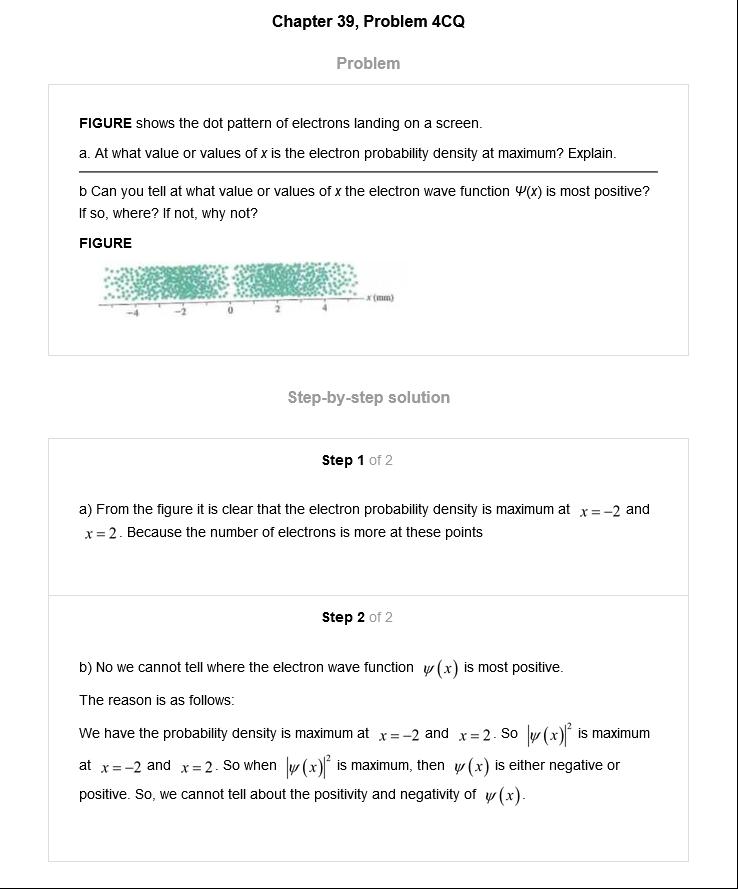 Chapter 39, Problem 4CQ
Problem
FIGURE shows the dot pattern of electrons landing on a screen.
a. At what value or values of x is the electron probability density at maximum? Explain.
b Can you tell at what value or values of x the electron wave function Ψ(x) is most positive?
If so, where? If not, why not?
FIGURE
x (mm)
−4 −2 0 2 4
Step-by-step solution
Step 1 of 2
a) From the figure it is clear that the electron probability density is maximum at x = −2 and
x = 2. Because the number of electrons is more at these points
Step 2 of 2
b) No we cannot tell where the electron wave function ψ(x) is most positive.
The reason is as follows:
We have the probability density is maximum at x = −2 and x = 2. So |ψ(x)|² is maximum
at x = −2 and x = 2. So when |ψ(x)|² is maximum, then ψ(x) is either negative or
positive. So, we cannot tell about the positivity and negativity of ψ(x).